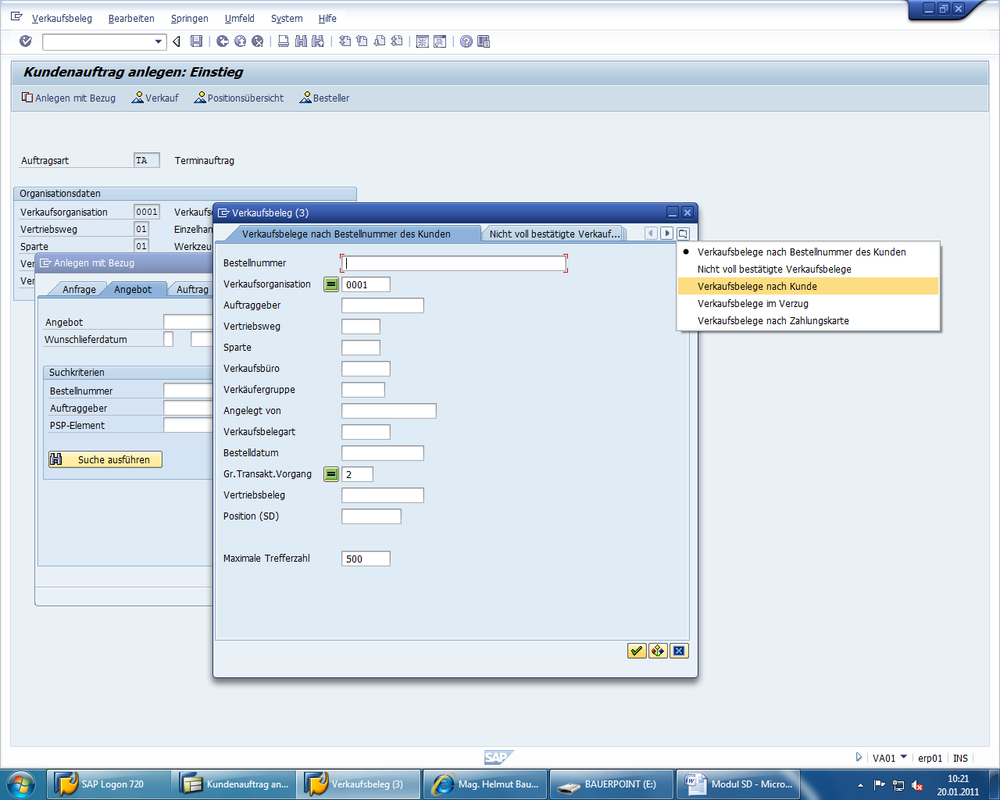 Verkaufsbeleg Bearbeiten Springen Umfeld System Hilfe
Kundenauftrag anlegen: Einstieg
Anlegen mit Bezug Verkauf Positionsübersicht Besteller
Auftragsart TA Terminauftrag
Organisationsdaten
Verkaufsorganisation 0001 Verkaufs
Vertriebsweg 01 Einzelhan
Sparte 01 Werkzeu
Ver
Ver
Anlegen mit Bezug
Anfrage Angebot Auftrag
Angebot
Wunschlieferdatum
Suchkriterien
Bestellnummer
Auftraggeber
PSP-Element
Suche ausführen
Verkaufsbeleg (3)
Verkaufsbelege nach Bestellnummer des Kunden Nicht voll bestätigte Verkauf...
Bestellnummer
Verkaufsorganisation 0001
Auftraggeber
Vertriebsweg
Sparte
Verkaufsbüro
Verkäufergruppe
Angelegt von
Verkaufsbelegart
Bestelldatum
Gr.Transakt.Vorgang 2
Vertriebsbeleg
Position (SD)
Maximale Trefferzahl 500
Verkaufsbelege nach Bestellnummer des Kunden
Nicht voll bestätigte Verkaufsbelege
Verkaufsbelege nach Kunde
Verkaufsbelege im Verzug
Verkaufsbelege nach Zahlungskarte
SAP
VA01 erp01 INS
SAP Logon 720 Kundenauftrag an... Verkaufsbeleg (3) Mag. Helmut Bau... BAUERPOINT (E:) Modul SD - Micro...
10:21
20.01.2011